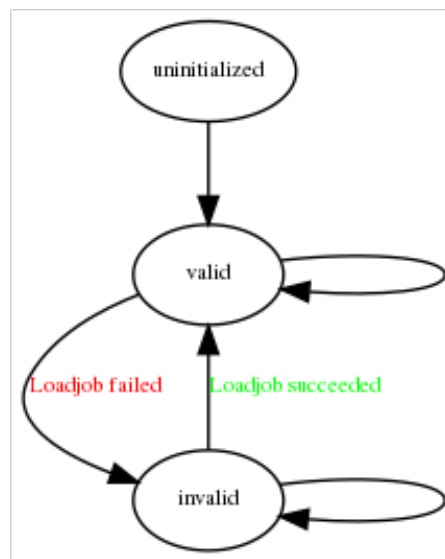 uninitialized
valid
Loadjob failed
Loadjob succeeded
invalid